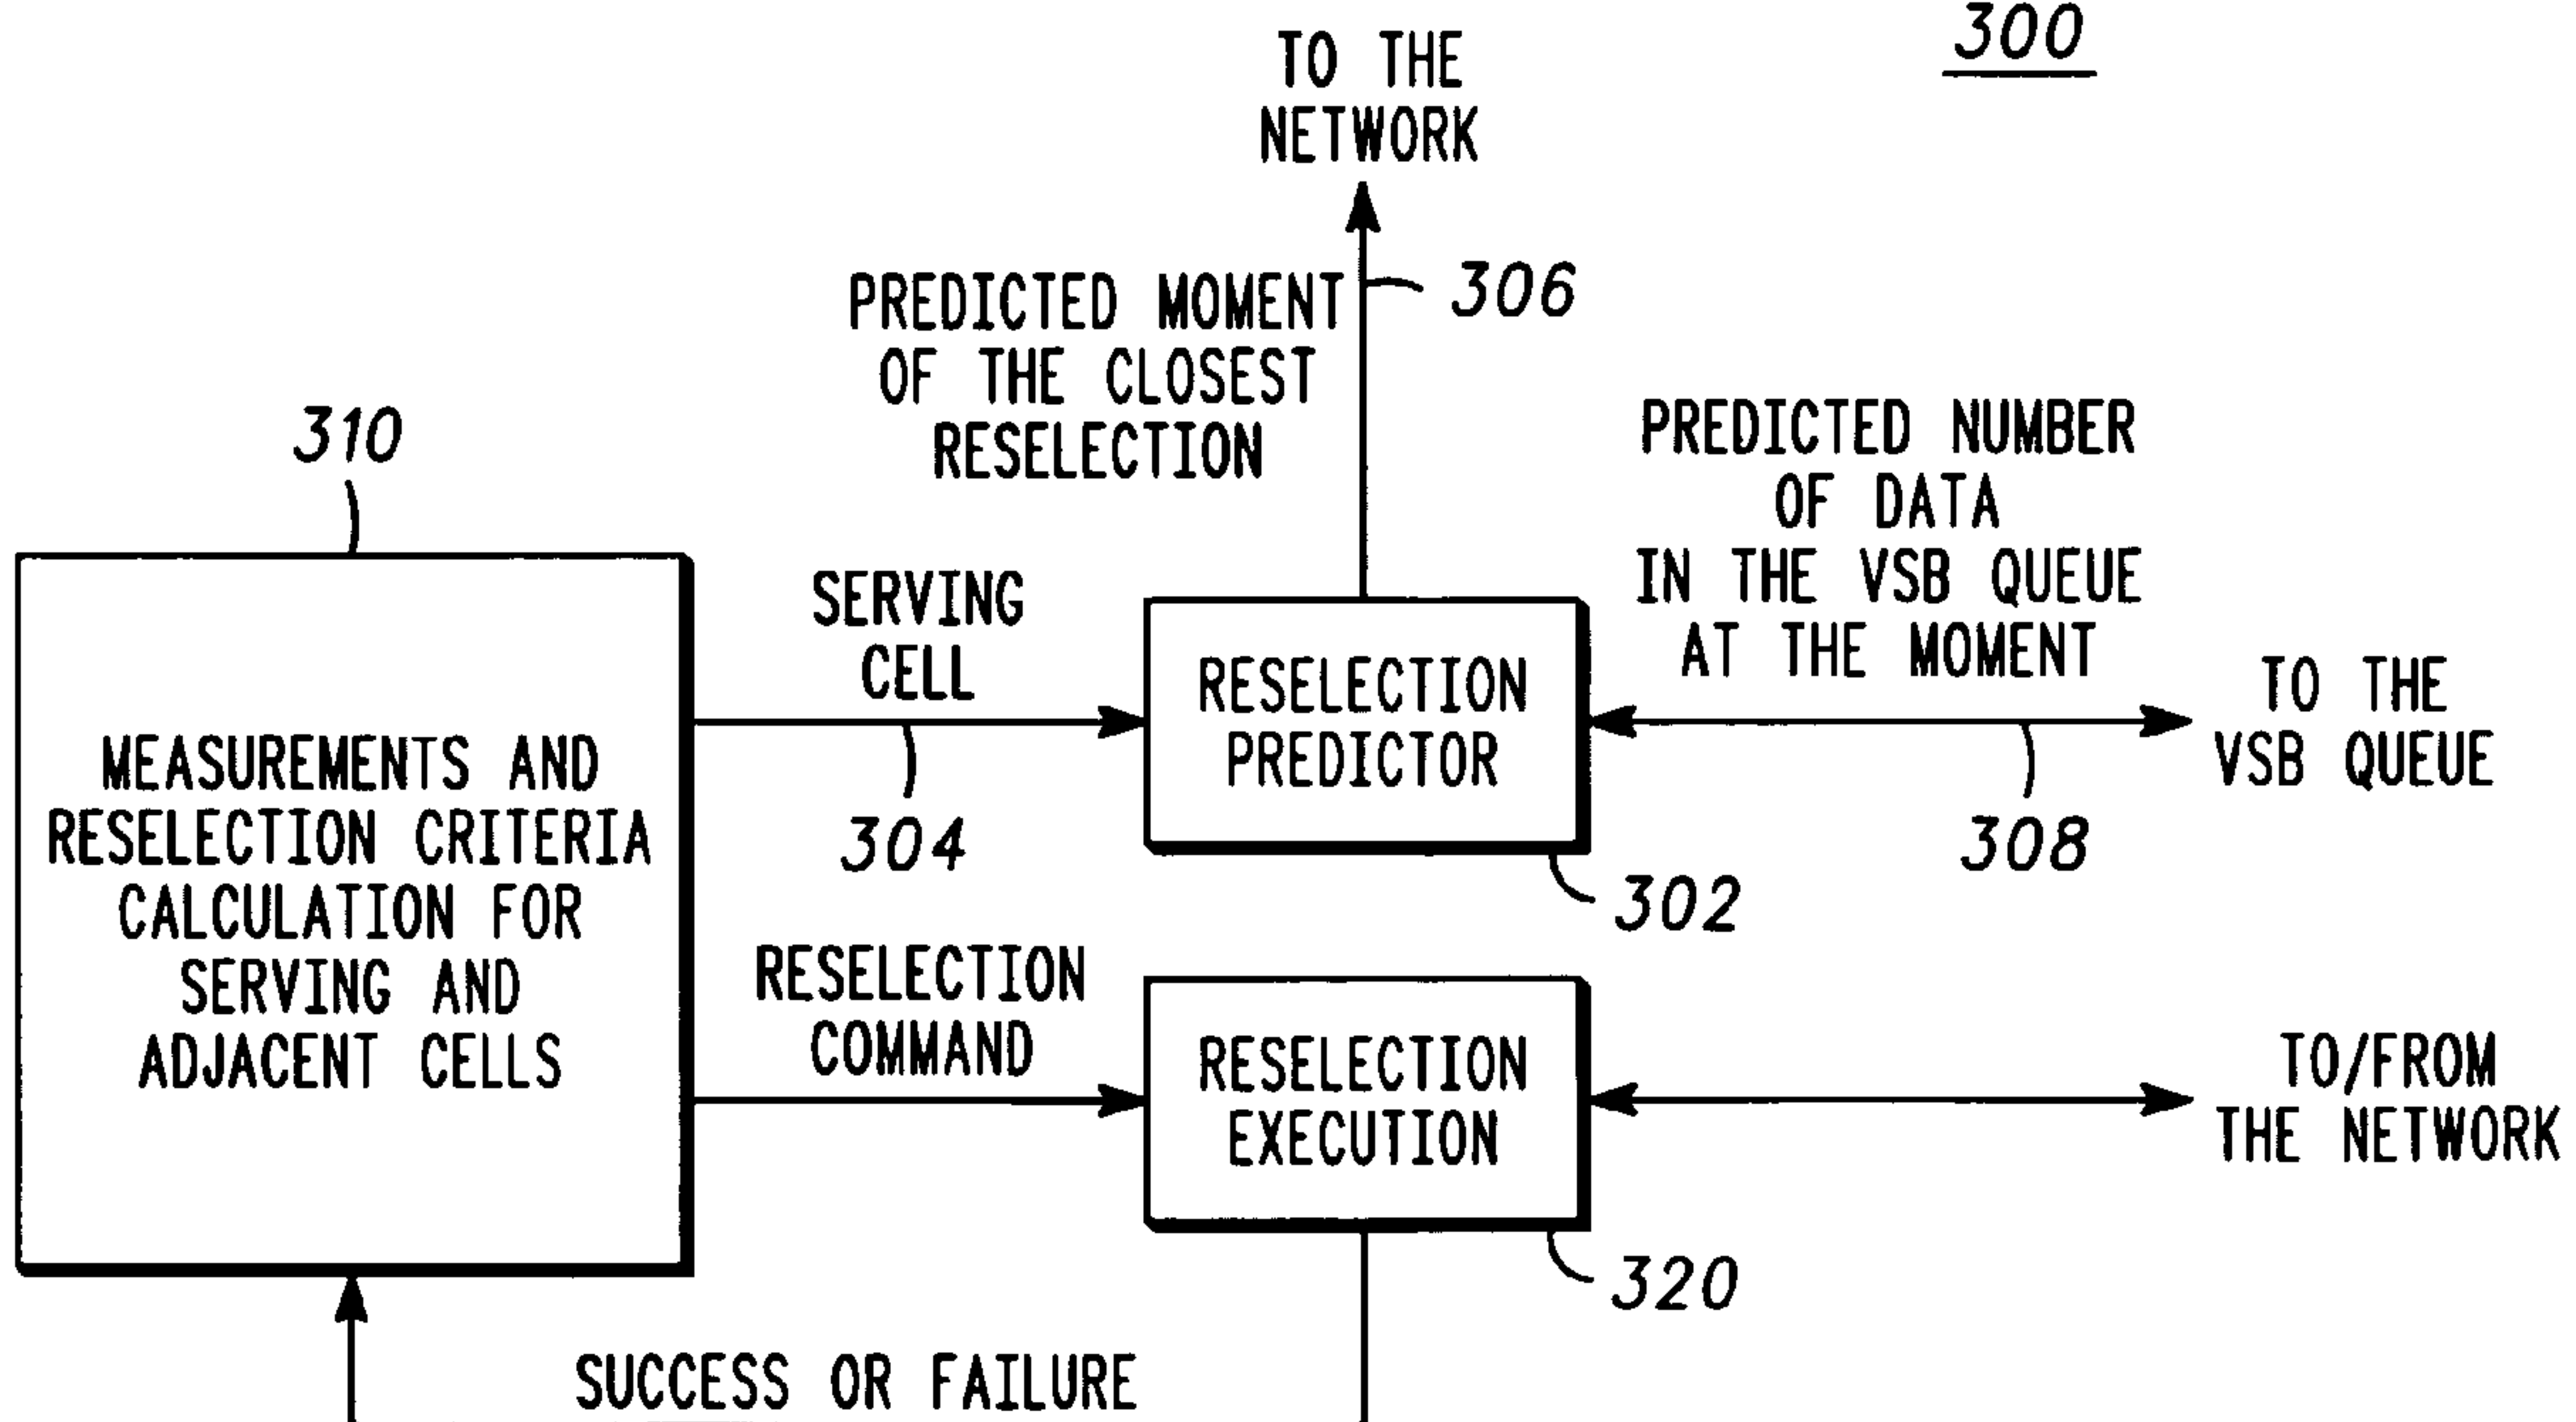 300
TO THE
NETWORK
306
PREDICTED MOMENT
OF THE CLOSEST
RESELECTION
310
PREDICTED NUMBER
OF DATA
IN THE VSB QUEUE
AT THE MOMENT
SERVING
CELL
304
RESELECTION
PREDICTOR
302
308
TO THE
VSB QUEUE
MEASUREMENTS AND
RESELECTION CRITERIA
CALCULATION FOR
SERVING AND
ADJACENT CELLS
RESELECTION
COMMAND
RESELECTION
EXECUTION
320
TO/FROM
THE NETWORK
SUCCESS OR FAILURE